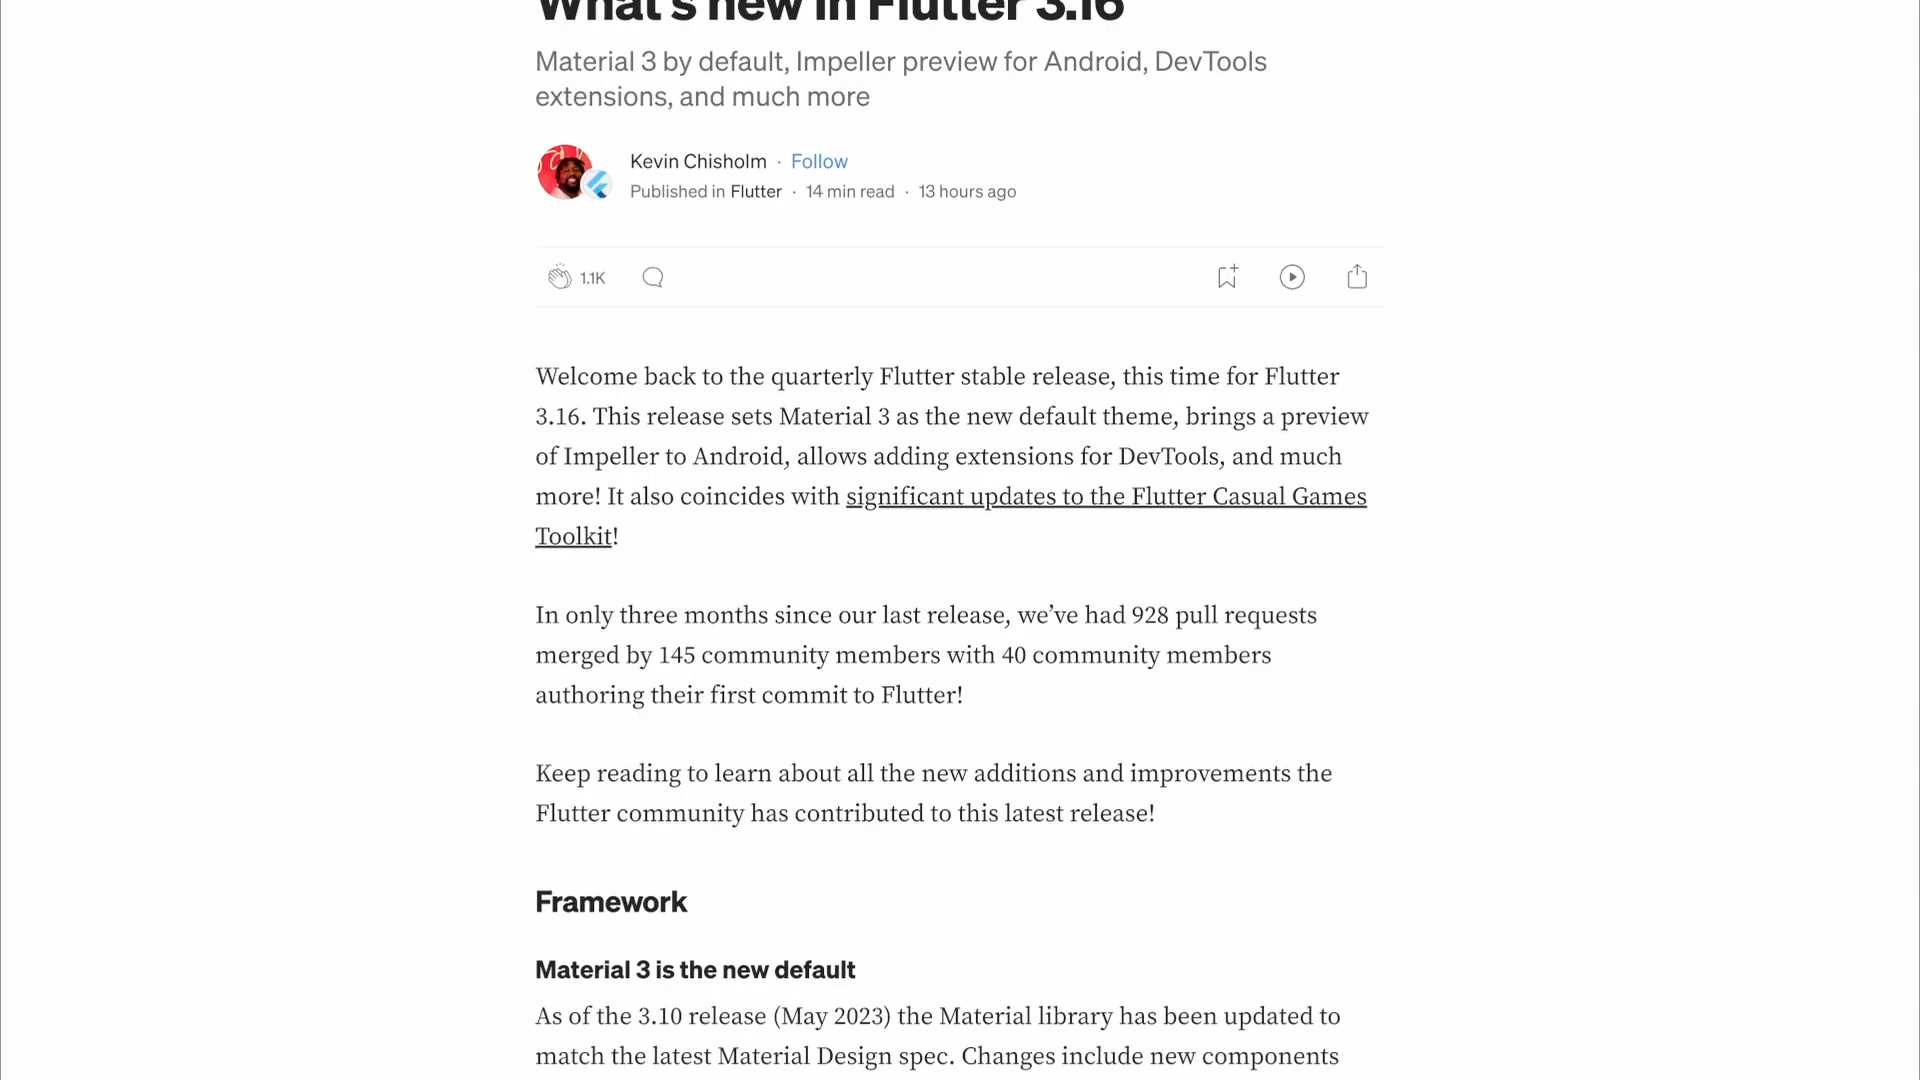 What's new in Flutter 3.16
Material 3 by default, Impeller preview for Android, DevTools
extensions, and much more
Kevin Chisholm · Follow
Published in Flutter · 14 min read · 13 hours ago
1.1K
Welcome back to the quarterly Flutter stable release, this time for Flutter
3.16. This release sets Material 3 as the new default theme, brings a preview
of Impeller to Android, allows adding extensions for DevTools, and much
more! It also coincides with significant updates to the Flutter Casual Games
Toolkit!
In only three months since our last release, we’ve had 928 pull requests
merged by 145 community members with 40 community members
authoring their first commit to Flutter!
Keep reading to learn about all the new additions and improvements the
Flutter community has contributed to this latest release!
Framework
Material 3 is the new default
As of the 3.10 release (May 2023) the Material library has been updated to
match the latest Material Design spec. Changes include new components